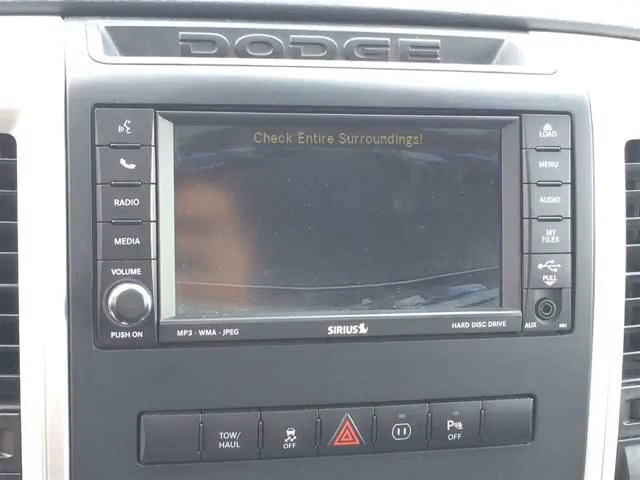 DODGE
Check Entire Surroundings!
LOAD
MENU
RADIO
AUDIO
MEDIA
MY
FILES
VOLUME
PULL
PUSH ON
MP3 · WMA · JPEG
SIRIUS
HARD DISC DRIVE
AUX
TOW/
HAUL
OFF
P
OFF